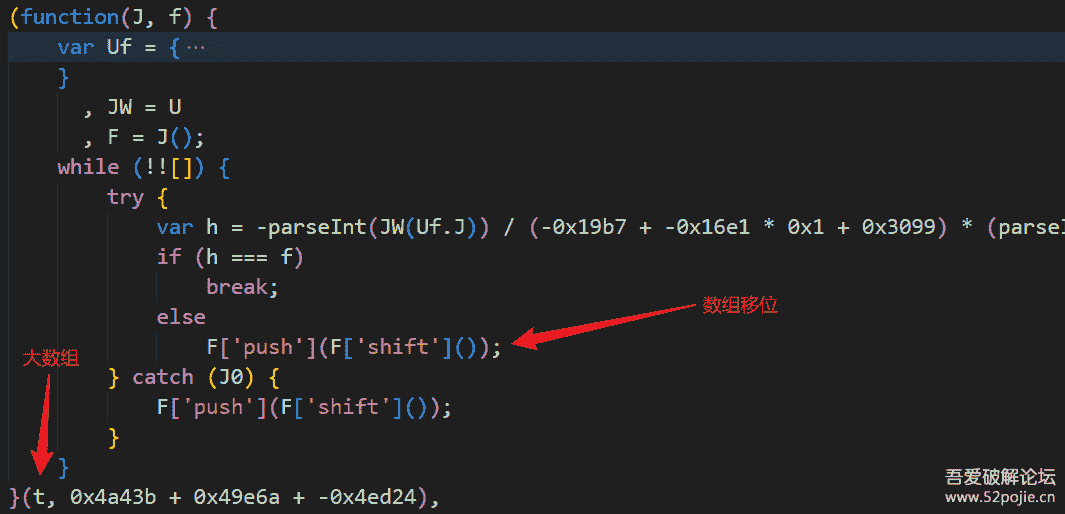 (function(J, f) {
var Uf = {···
}
, JW = U
, F = J();
while (!![]) {
try {
var h = -parseInt(JW(Uf.J)) / (-0x19b7 + -0x16e1 * 0x1 + 0x3099) * (parseI
if (h === f)
break;
else
数组移位
F['push'](F['shift']());
大数组
} catch (J0) {
F['push'](F['shift']());
}
}
}(t, 0x4a43b + 0x49e6a + -0x4ed24),
吾爱破解论坛
www.52pojie.cn